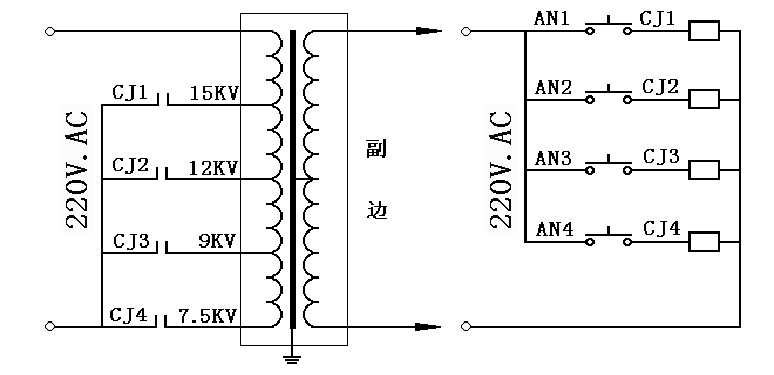 AN1 CJ1
CJ1 15KV
AN2 CJ2
220V.AC
220V.AC
副
边
CJ2 12KV
AN3 CJ3
CJ3 9KV
AN4 CJ4
CJ4 7.5KV